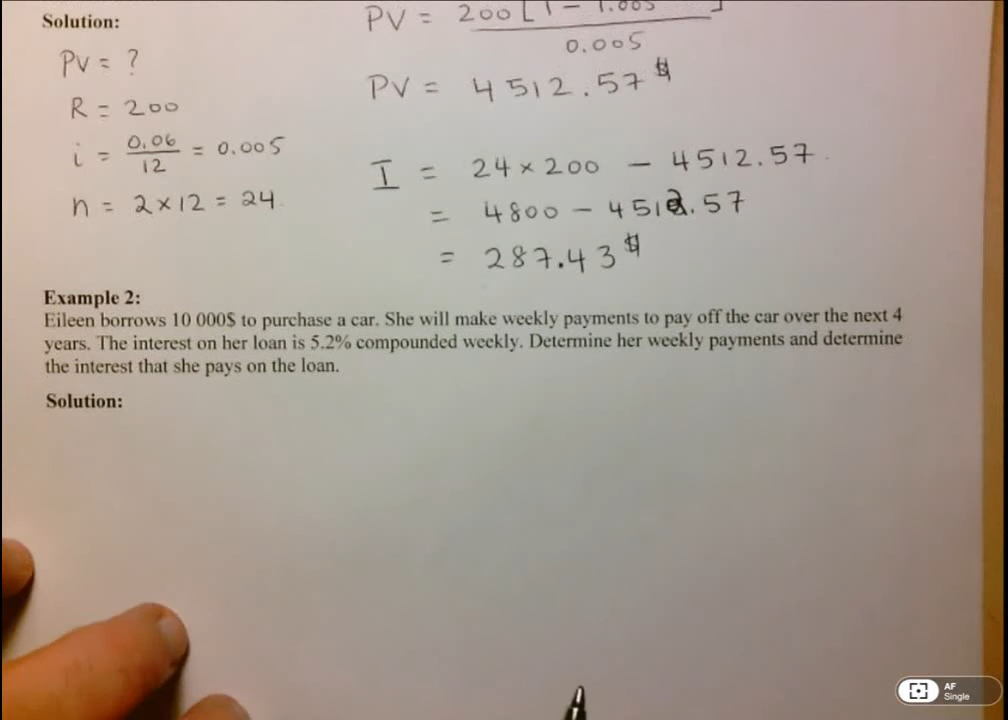 Solution:
PV = 200[1 - 1.005 ]
0.005
PV = ?
PV = 4512.57$
R = 200
i = 0.06/12 = 0.005
I = 24 × 200 - 4512.57
n = 2 × 12 = 24
= 4800 - 4512.57
= 287.43$
Example 2:
Eileen borrows 10 000$ to purchase a car. She will make weekly payments to pay off the car over the next 4
years. The interest on her loan is 5.2% compounded weekly. Determine her weekly payments and determine
the interest that she pays on the loan.
Solution:
AF
Single